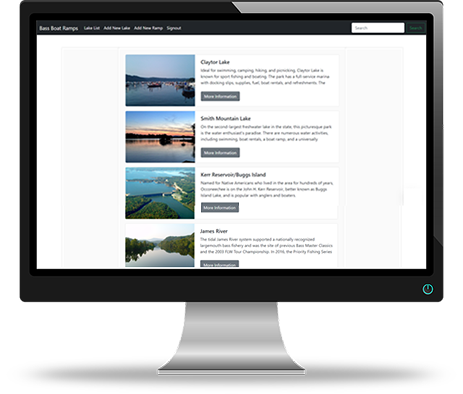 Bass Boat Ramps Lake List Add New Lake Add New Ramp Signout Search Search
Claytor Lake
Ideal for swimming, camping, hiking, and picnicking, Claytor Lake is
known for sport fishing and boating. The park has a full service marina
with docking slips, supplies, fuel, boat rentals, and refreshments. The
More Information
Smith Mountain Lake
On the second largest freshwater lake in the state, this picturesque park
is the water enthusiast's paradise. There are numerous water activities,
including swimming, boat rentals, a boat ramp, and a universally
More Information
Kerr Reservoir/Buggs Island
Named for Native Americans who lived in the area for hundreds of years,
Occoneechee is on the John H. Kerr Reservoir, better known as Buggs
Island Lake, and is popular with anglers and boaters.
More Information
James River
The tidal James River system supported a nationally recognized
largemouth bass fishery and was the site of previous Bass Master Classics
and the 2003 FLW Tour Championship. In 2016, the Priority Fishing Series
More Information